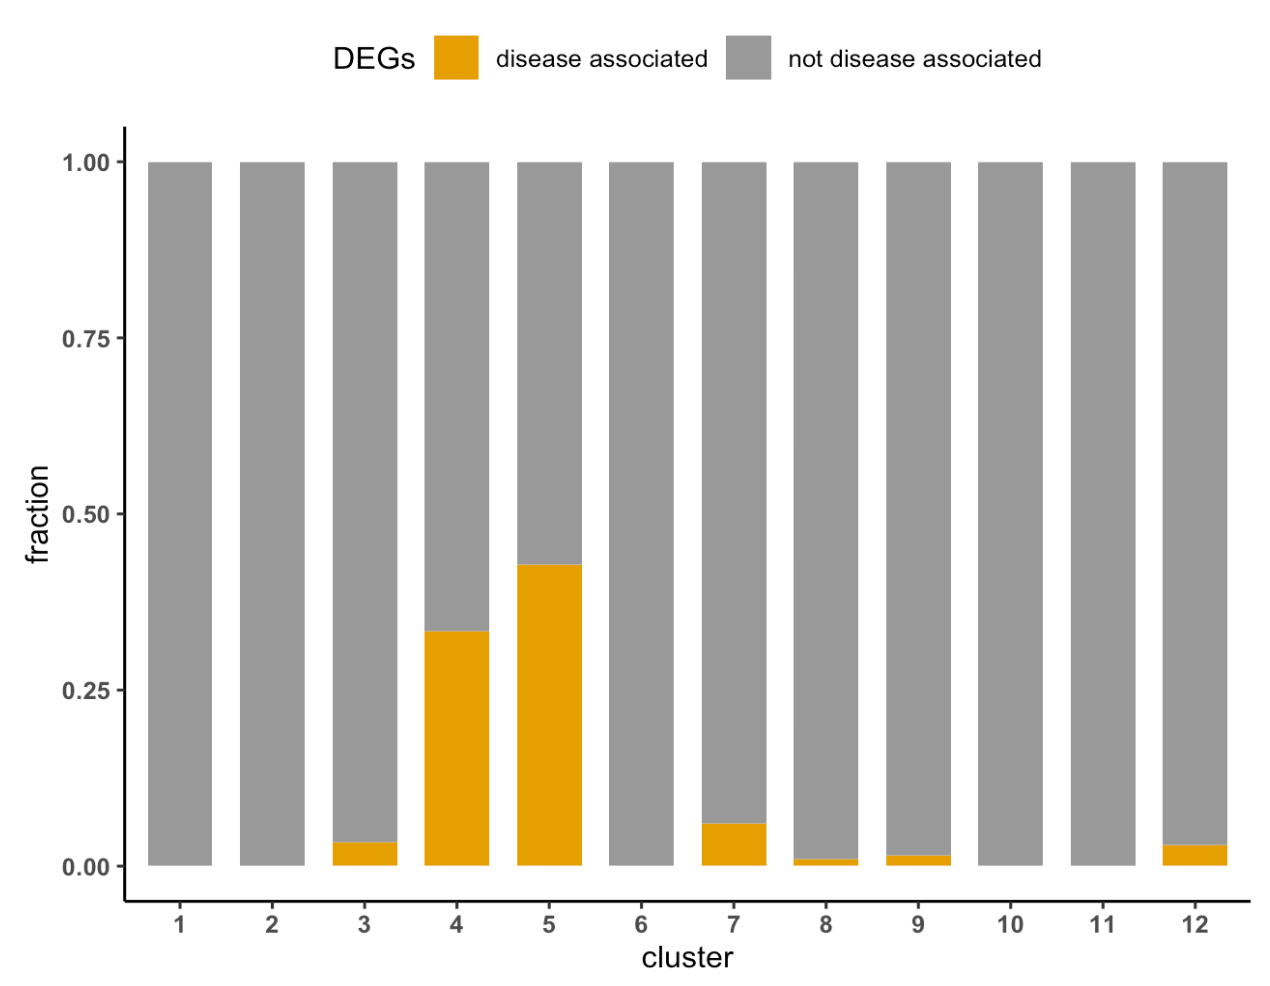 DEGs disease associated not disease associated
1.00
0.75
0.50
0.25
0.00
fraction
1 2 3 4 5 6 7 8 9 10 11 12
cluster